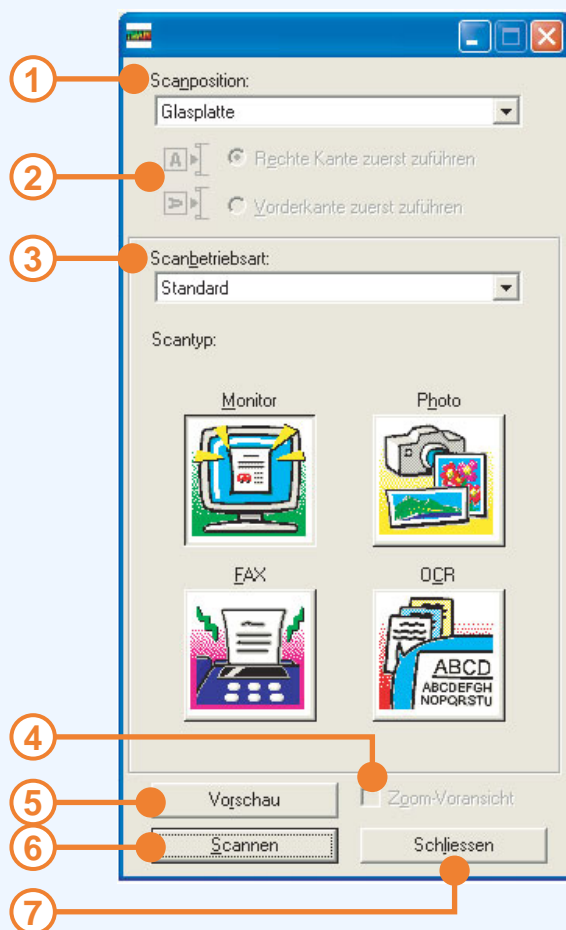 TWAIN
1
Scanposition:
Glasplatte
2
A
Rechte Kante zuerst zuführen
A
Vorderkante zuerst zuführen
3
Scanbetriebsart:
Standard
Scantyp:
Monitor Photo
FAX OCR
ABCD
ABCDEFGH
NOPQRSTU
4
5
Vorschau Zoom-Voransicht
6
Scannen Schliessen
7